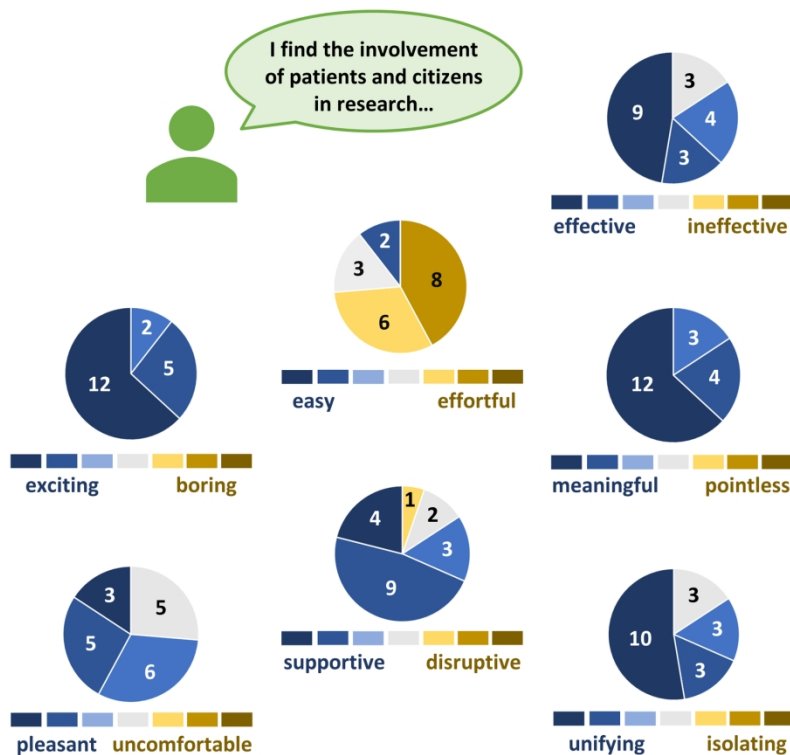 I find the involvement
of patients and citizens
in research...
3
9
4
3
effective ineffective
2
8
3
6
easy effortful
2
5
12
exciting boring
3
4
12
meaningful pointless
1
2
4
3
9
supportive disruptive
3
5
5
6
pleasant uncomfortable
3
10
3
3
unifying isolating